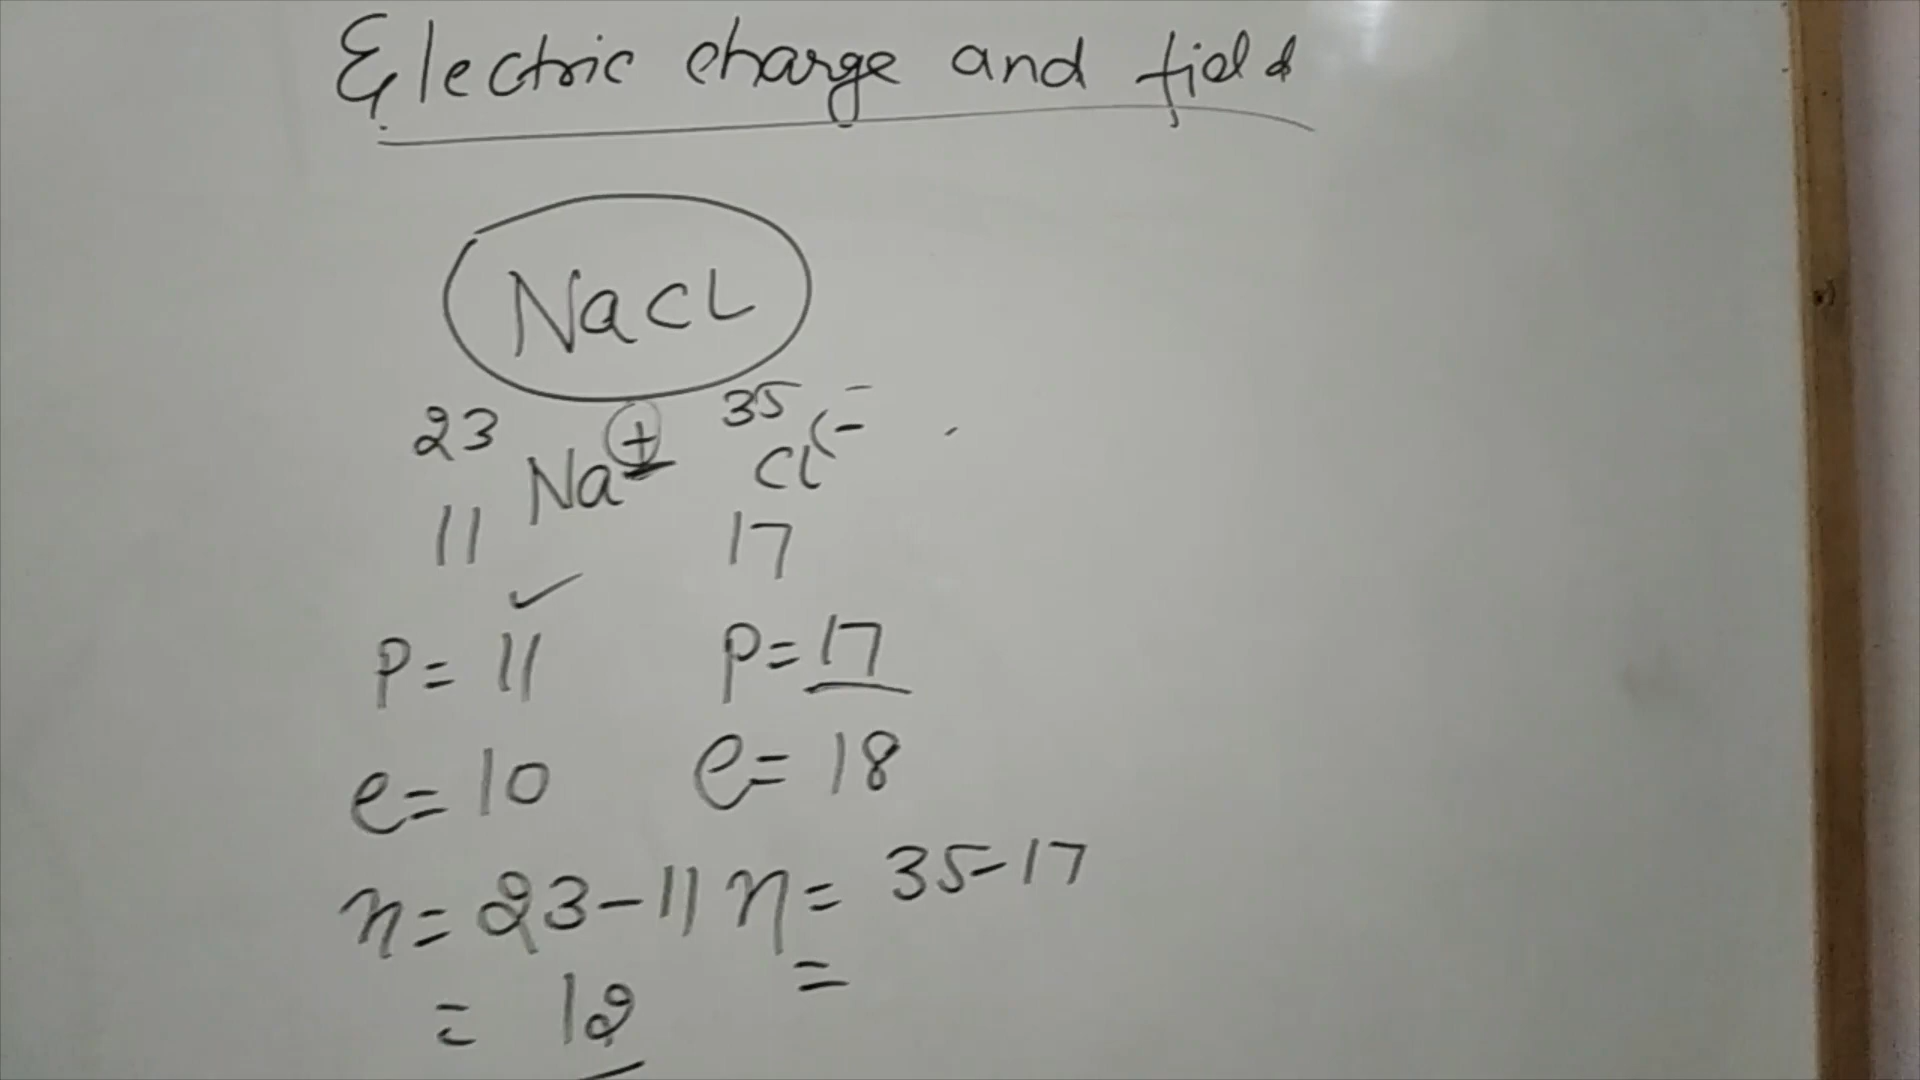 Electric charge and field
NaCL
23 Na+ 35 Cl-
11 17
P= 11 P=17
e= 10 e= 18
n= 23-11 n= 35-17
= 12 =